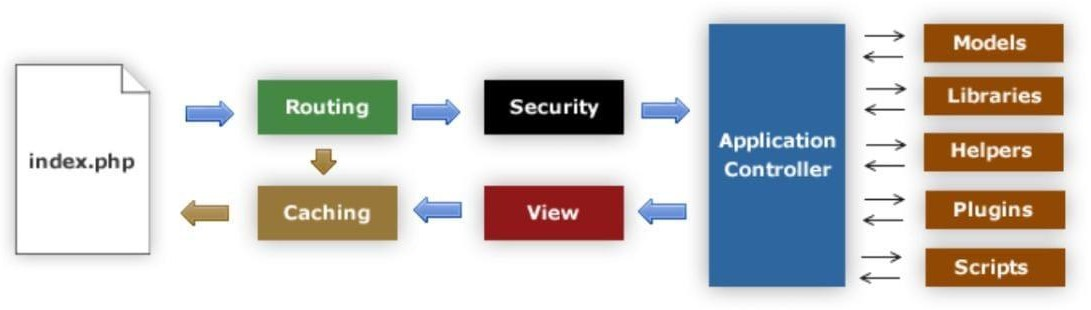 index.php
Routing
Security
Caching
View
Application
Controller
Models
Libraries
Helpers
Plugins
Scripts